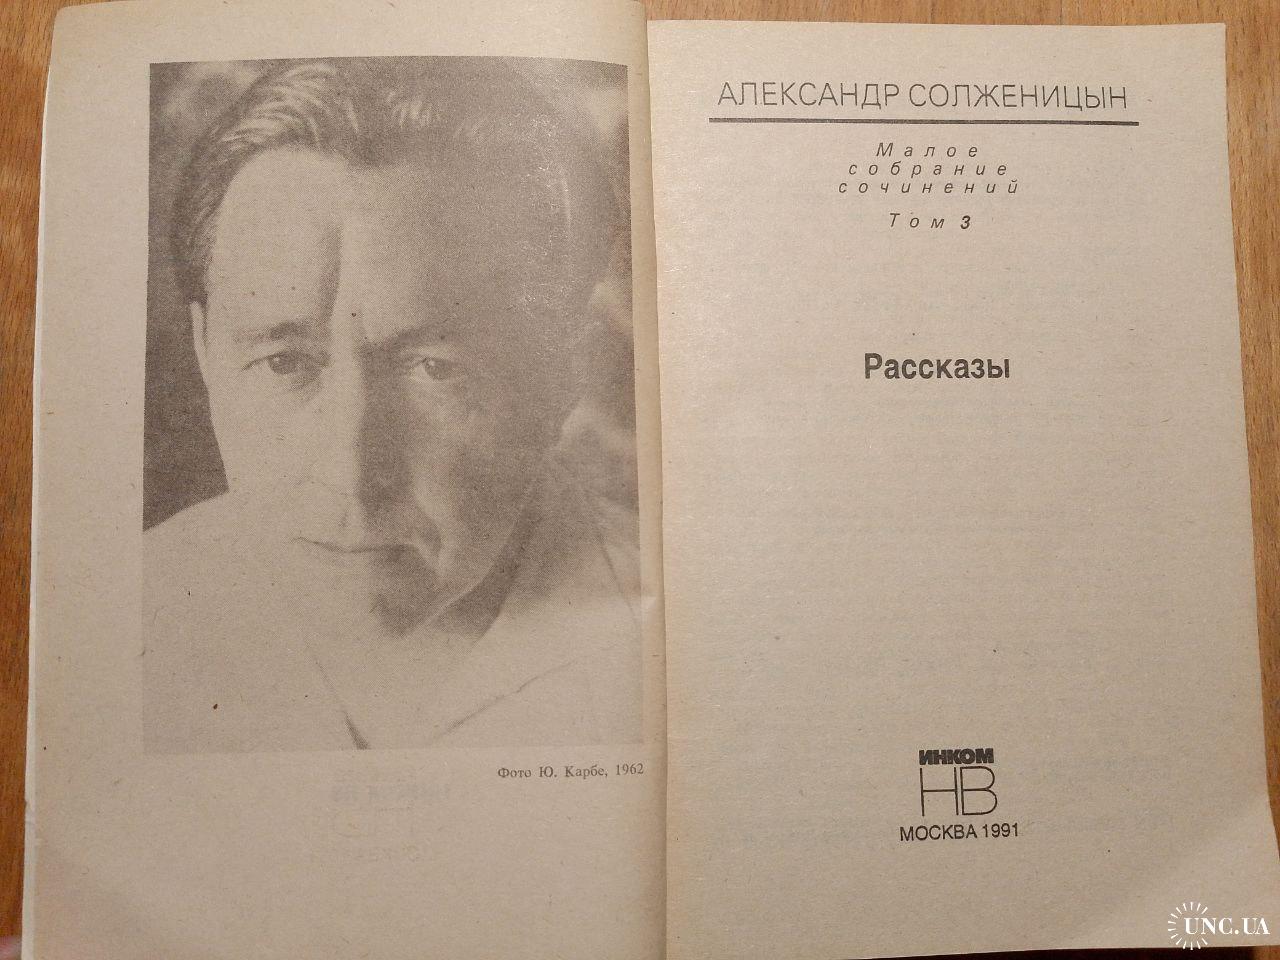 Фото Ю. Карбе, 1962
АЛЕКСАНДР СОЛЖЕНИЦЫН
Малое
собрание
сочинений
Том 3
Рассказы
ИНКОМ
НВ
МОСКВА 1991
UNC.UA